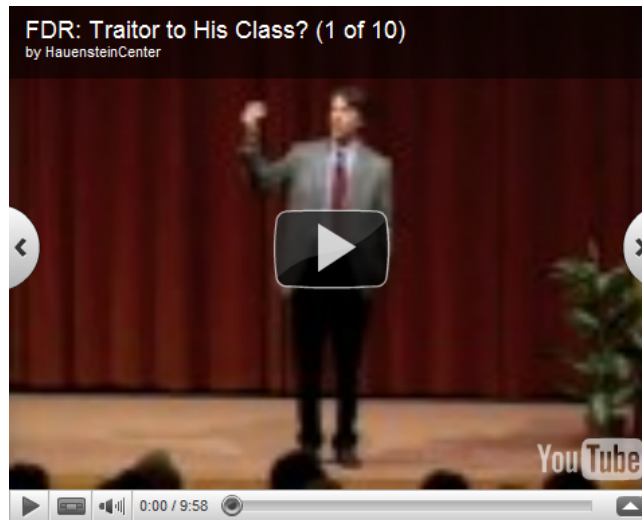 FDR: Traitor to His Class? (1 of 10)
by HauensteinCenter
YouTube
0:00 / 9:58